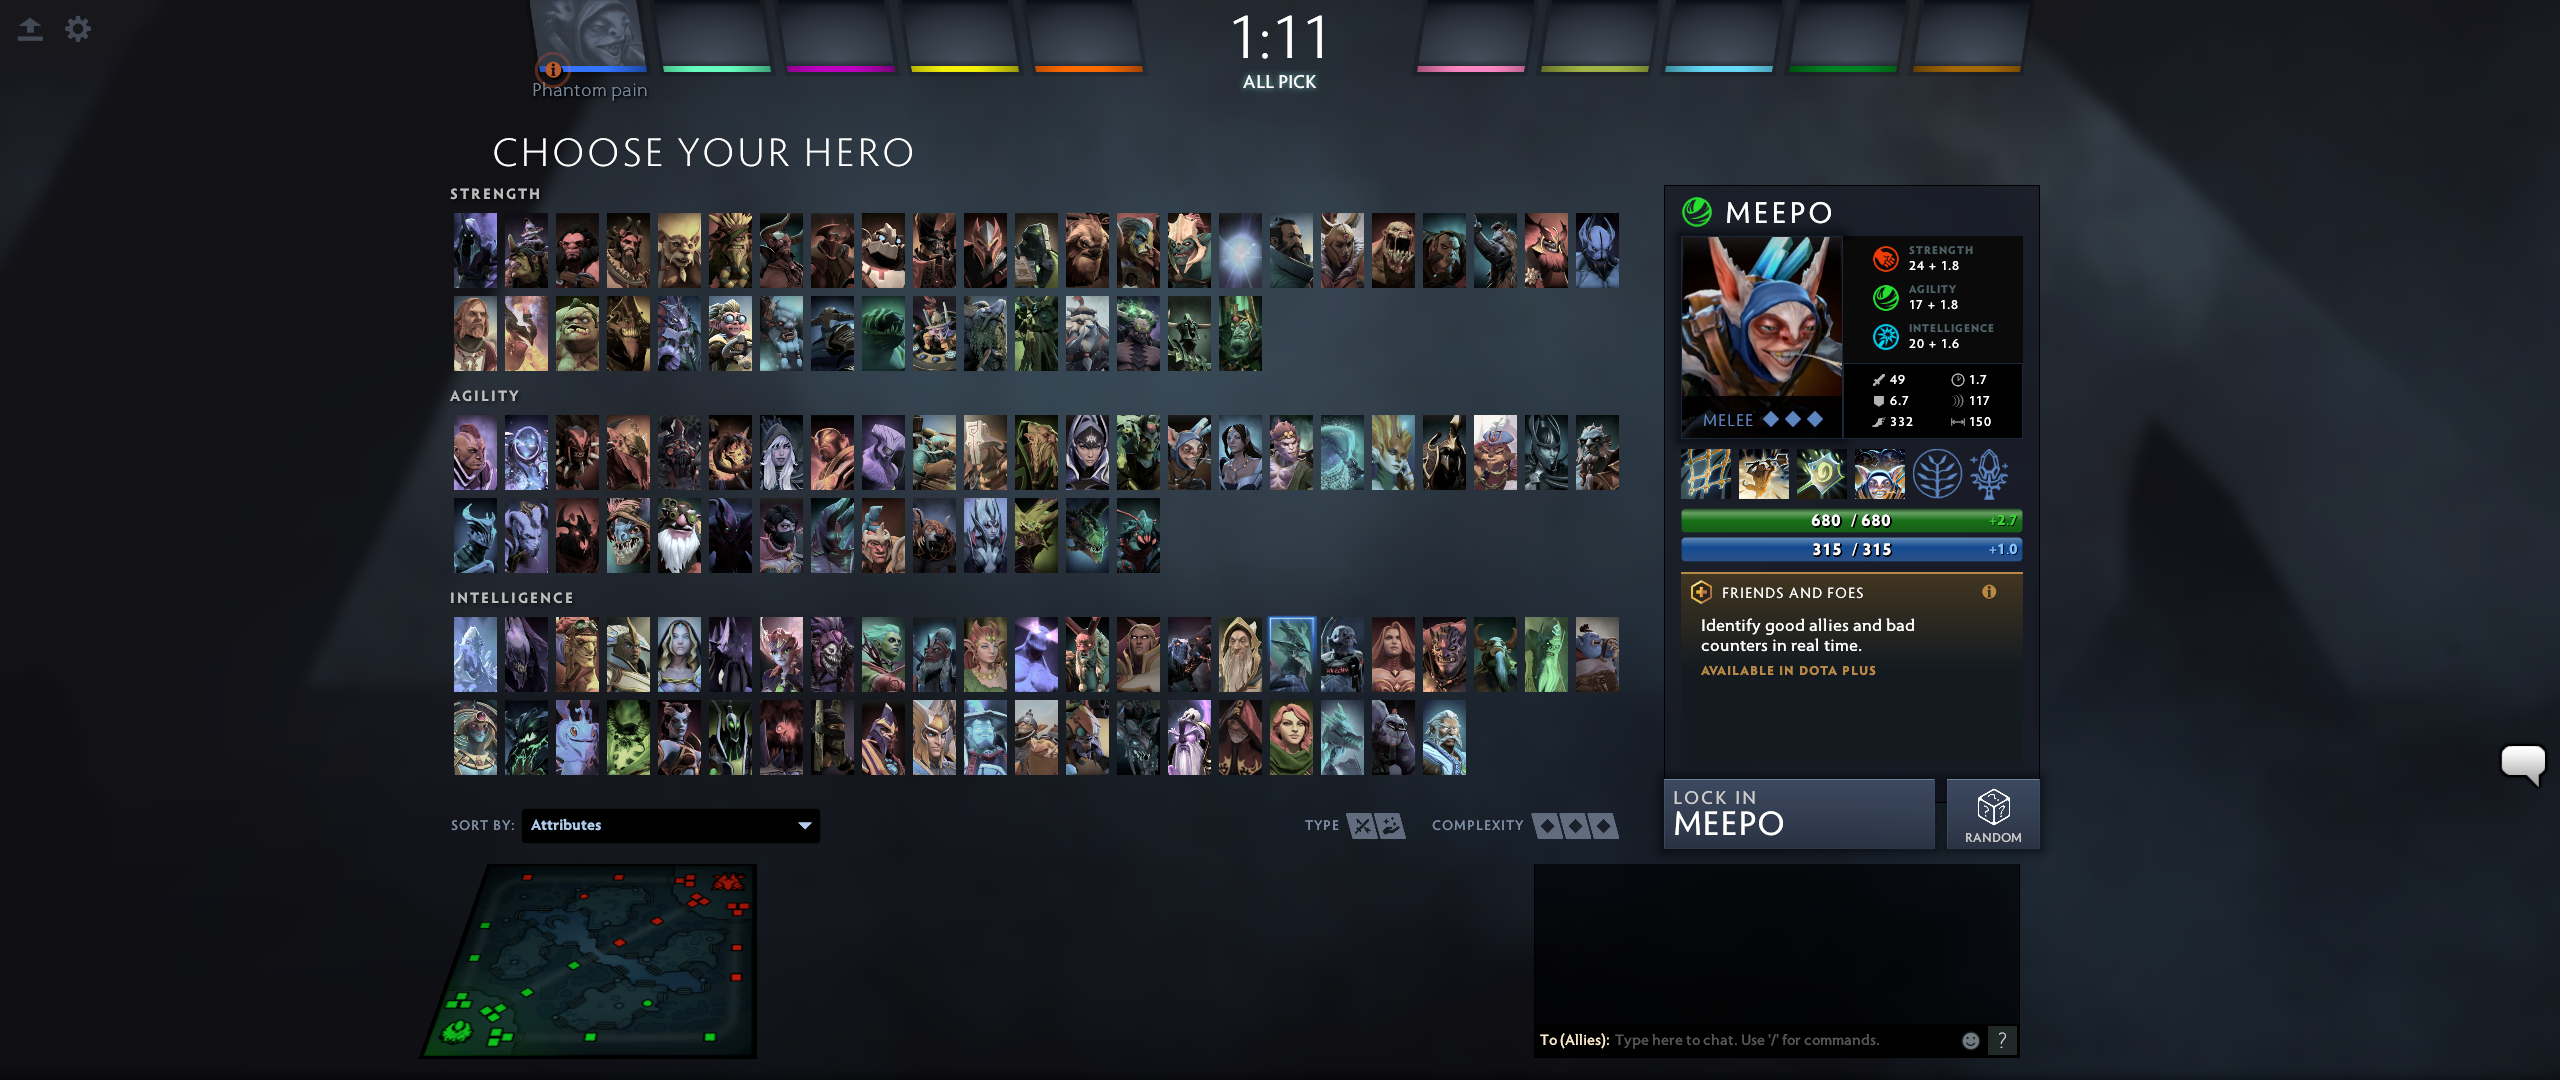 1:11
ALL PICK
Phantom pain
CHOOSE YOUR HERO
STRENGTH
AGILITY
INTELLIGENCE
SORT BY: Attributes
TYPE
COMPLEXITY
MEEPO
STRENGTH
24 + 1.8
AGILITY
17 + 1.8
INTELLIGENCE
20 + 1.6
MELEE
49 1.7
6.7 117
332 150
680 / 680 +2.7
315 / 315 +1.0
FRIENDS AND FOES
Identify good allies and bad
counters in real time.
AVAILABLE IN DOTA PLUS
LOCK IN
MEEPO
RANDOM
To (Allies): Type here to chat. Use '/' for commands. ?